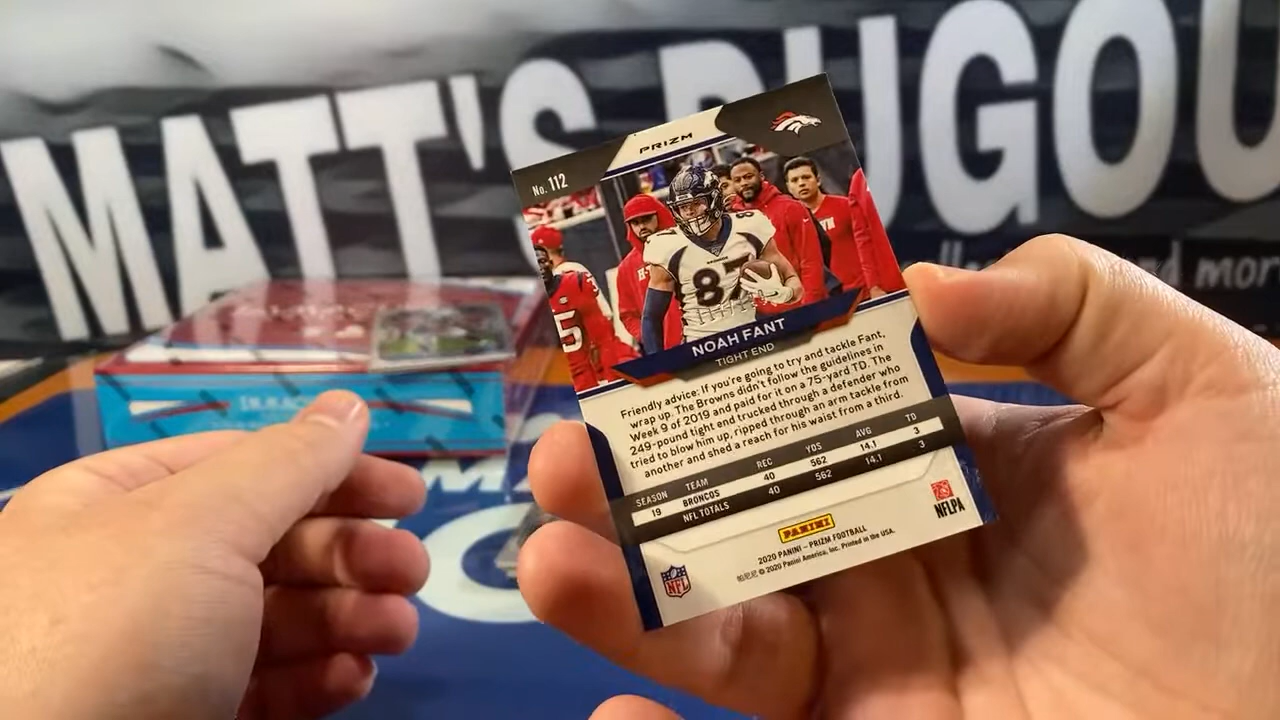 MATT'S DUGOU
and mor
PRIZM
No. 112
87
5
NOAH FANT
TIGHT END
Friendly advice: If you're going to try and tackle Fant,
wrap up. The Browns didn't follow the guidelines in
Week 9 of 2019 and paid for it on a 75-yard TD. The
249-pound tight end trucked through a defender who
tried to blow him up, ripped through an arm tackle from
another and shed a reach for his waist from a third.
SEASON TEAM REC YDS AVG TD
19 BRONCOS 40 562 14.1 3
NFL TOTALS 40 562 14.1 3
PANINI
NFLPA
2020 PANINI – PRIZM FOOTBALL
© 2020 Panini America, Inc. Printed in the USA.
NFL